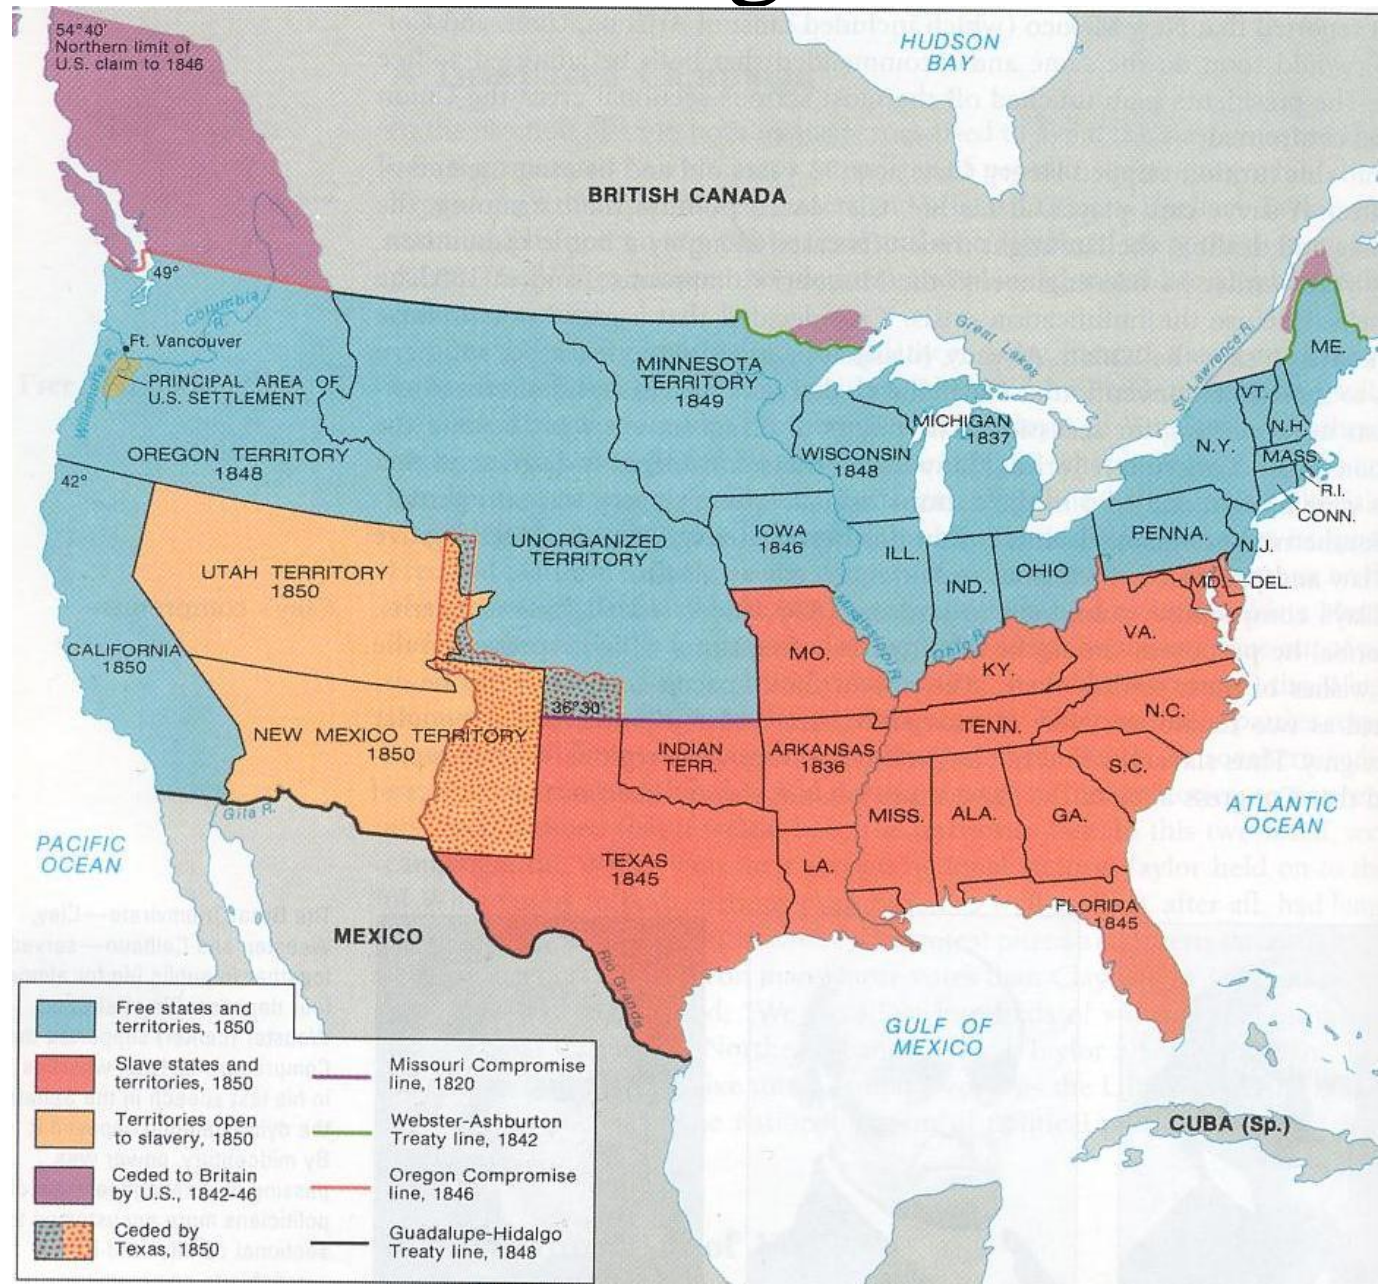 54°40'
Northern limit of
U.S. claim to 1846
HUDSON
BAY
BRITISH CANADA
49°
Columbia
R.
Ft. Vancouver
Willamette R.
PRINCIPAL AREA OF
U.S. SETTLEMENT
OREGON TERRITORY
1848
42°
MINNESOTA
TERRITORY
1849
Great Lakes
St. Lawrence R.
ME.
VT.
N.H.
MASS.
R.I.
CONN.
N.Y.
MICHIGAN
1837
WISCONSIN
1848
IOWA
1846
ILL.
IND.
OHIO
PENNA.
N.J.
MD.
DEL.
UNORGANIZED
TERRITORY
UTAH TERRITORY
1850
CALIFORNIA
1850
Mississippi R.
Ohio R.
MO.
KY.
VA.
36°30'
NEW MEXICO TERRITORY
1850
INDIAN
TERR.
ARKANSAS
1836
TENN.
N.C.
S.C.
MISS.
ALA.
GA.
Gila R.
PACIFIC
OCEAN
ATLANTIC
OCEAN
TEXAS
1845
LA.
FLORIDA
1845
MEXICO
Rio Grande
GULF OF
MEXICO
CUBA (Sp.)
Free states and
territories, 1850
Slave states and
territories, 1850
Territories open
to slavery, 1850
Ceded to Britain
by U.S., 1842-46
Ceded by
Texas, 1850
Missouri Compromise
line, 1820
Webster-Ashburton
Treaty line, 1842
Oregon Compromise
line, 1846
Guadalupe-Hidalgo
Treaty line, 1848